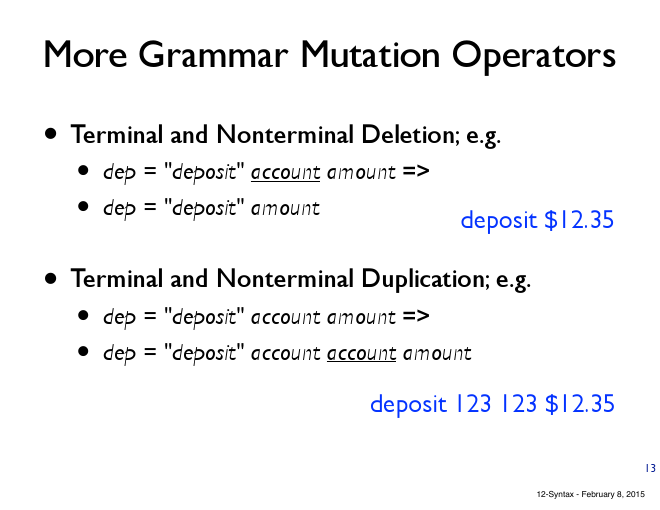 More Grammar Mutation Operators
• Terminal and Nonterminal Deletion; e.g.
• dep = "deposit" account amount =>
• dep = "deposit" amount
deposit $12.35
• Terminal and Nonterminal Duplication; e.g.
• dep = "deposit" account amount =>
• dep = "deposit" account account amount
deposit 123 123 $12.35
13
12-Syntax - February 8, 2015